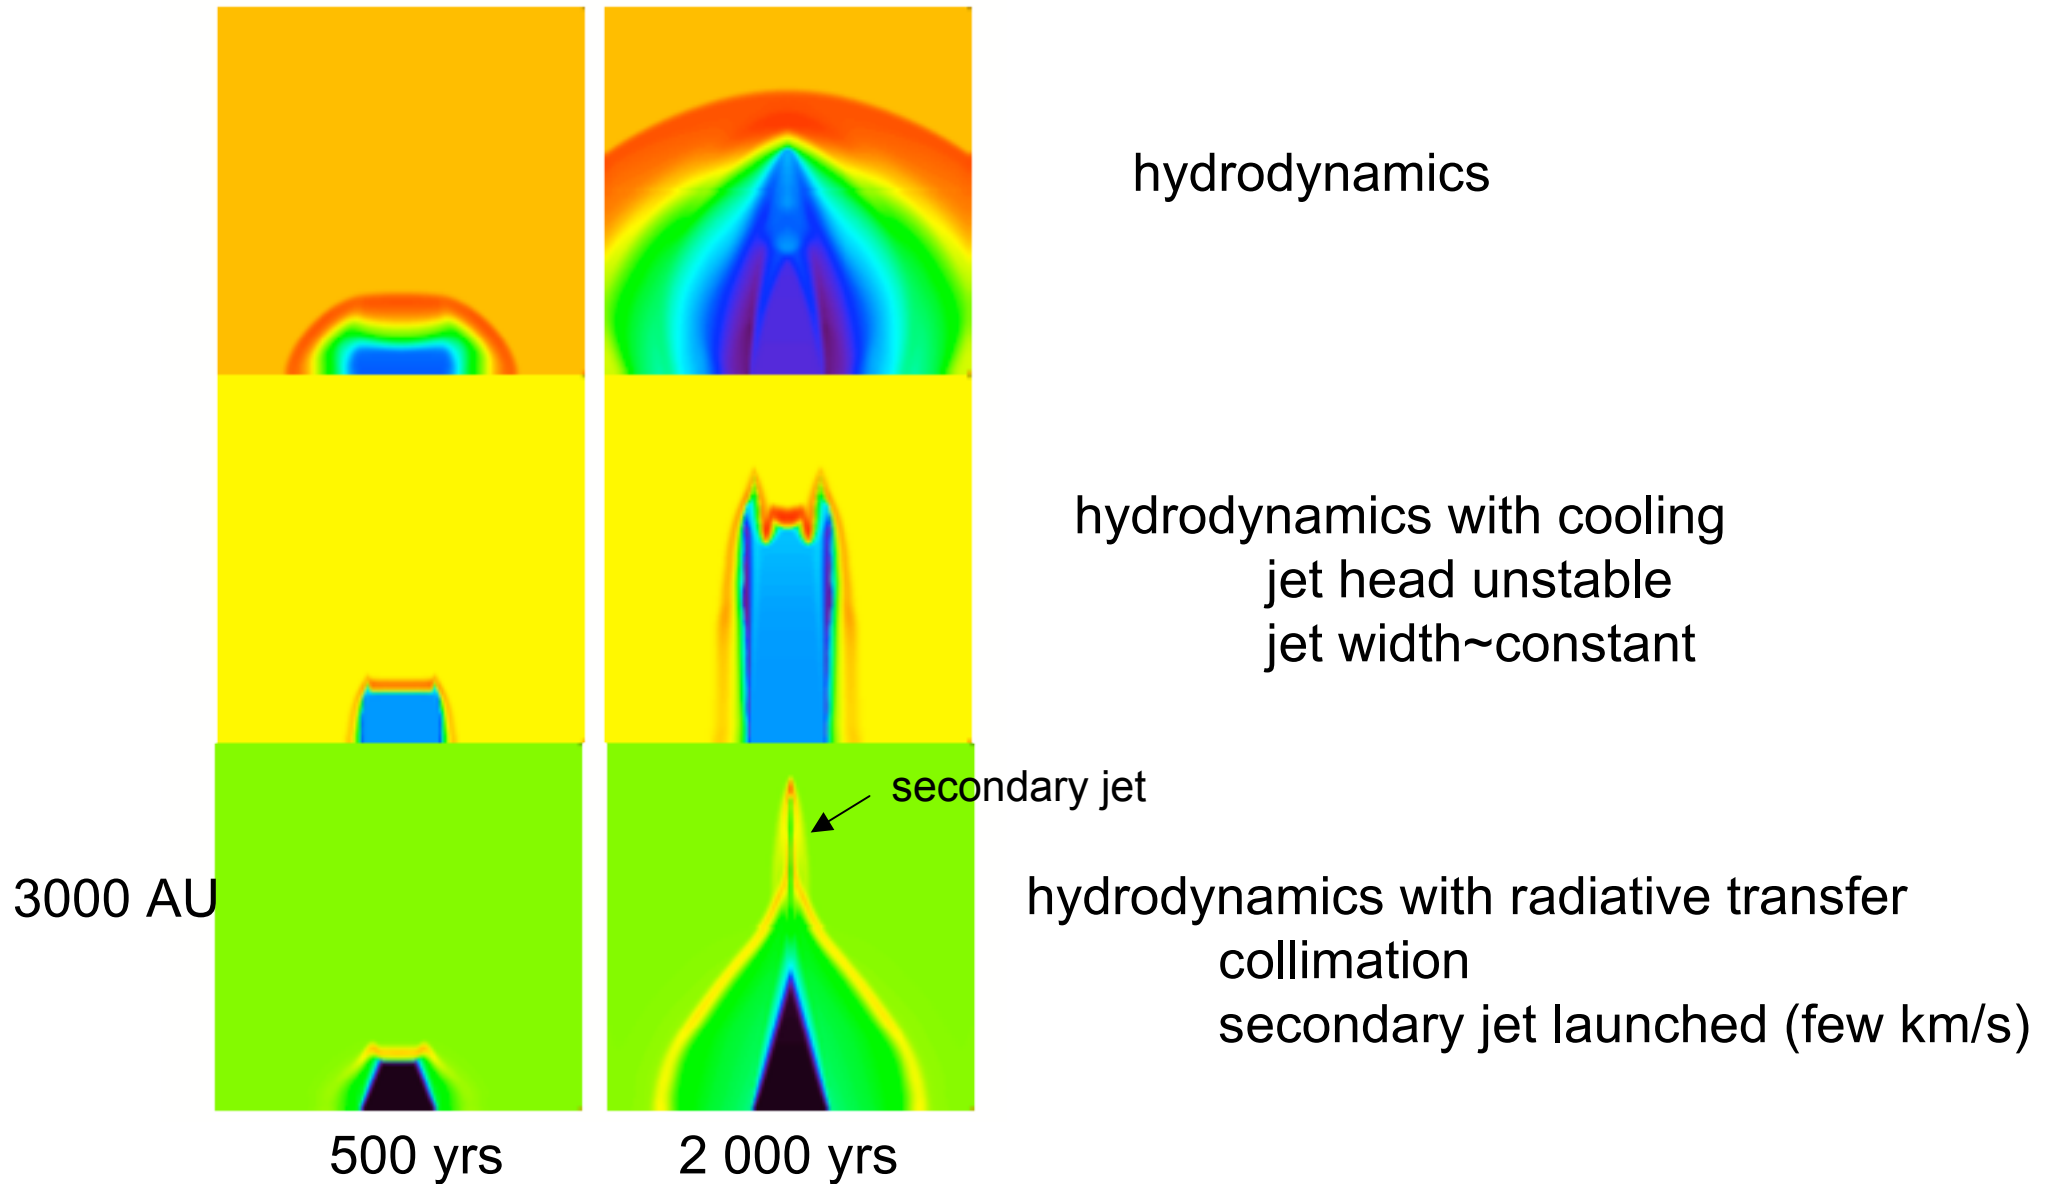 hydrodynamics
hydrodynamics with cooling
jet head unstable
jet width~constant
secondary jet
3000 AU
hydrodynamics with radiative transfer
collimation
secondary jet launched (few km/s)
500 yrs
2 000 yrs